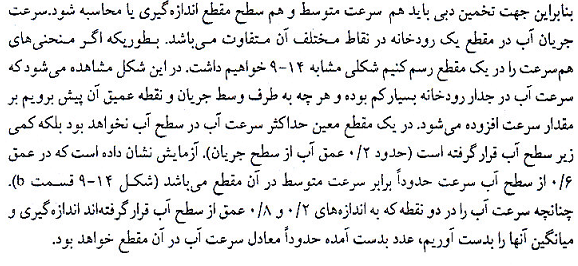 بنابراین جهت تخمین دبی باید هم سرعت متوسط و هم سطح مقطع اندازه‌گیری یا محاسبه شود.سرعت
جریان آب در مقطع یک رودخانه در نقاط مختلف آن متفاوت می‌باشد. بطوریکه اگر منحنی‌های
هم‌سرعت را در یک مقطع رسم کنیم شکلی مشابه ۱۴-۹ خواهیم داشت. در این شکل مشاهده می‌شود که
سرعت آب در جدار رودخانه بسیار کم بوده و هر چه به طرف وسط جریان و نقطه عمیق آن پیش برویم بر
مقدار سرعت افزوده می‌شود. در یک مقطع معین حداکثر سرعت آب در سطح آب نخواهد بود بلکه کمی
زیر سطح آب قرار گرفته است (حدود ۰/۲ عمق آب از سطح جریان). آزمایش نشان داده است که در عمق
۰/۶ از سطح آب سرعت حدوداً برابر سرعت متوسط در آن مقطع می‌باشد (شکل ۱۴-۹ قسمت b).
چنانچه سرعت آب را در دو نقطه که به اندازه‌های ۰/۲ و ۰/۸ عمق از سطح آب قرار گرفته‌اند اندازه‌گیری و
میانگین آنها را بدست آوریم، عدد بدست آمده حدوداً معادل سرعت آب در آن مقطع خواهد بود.